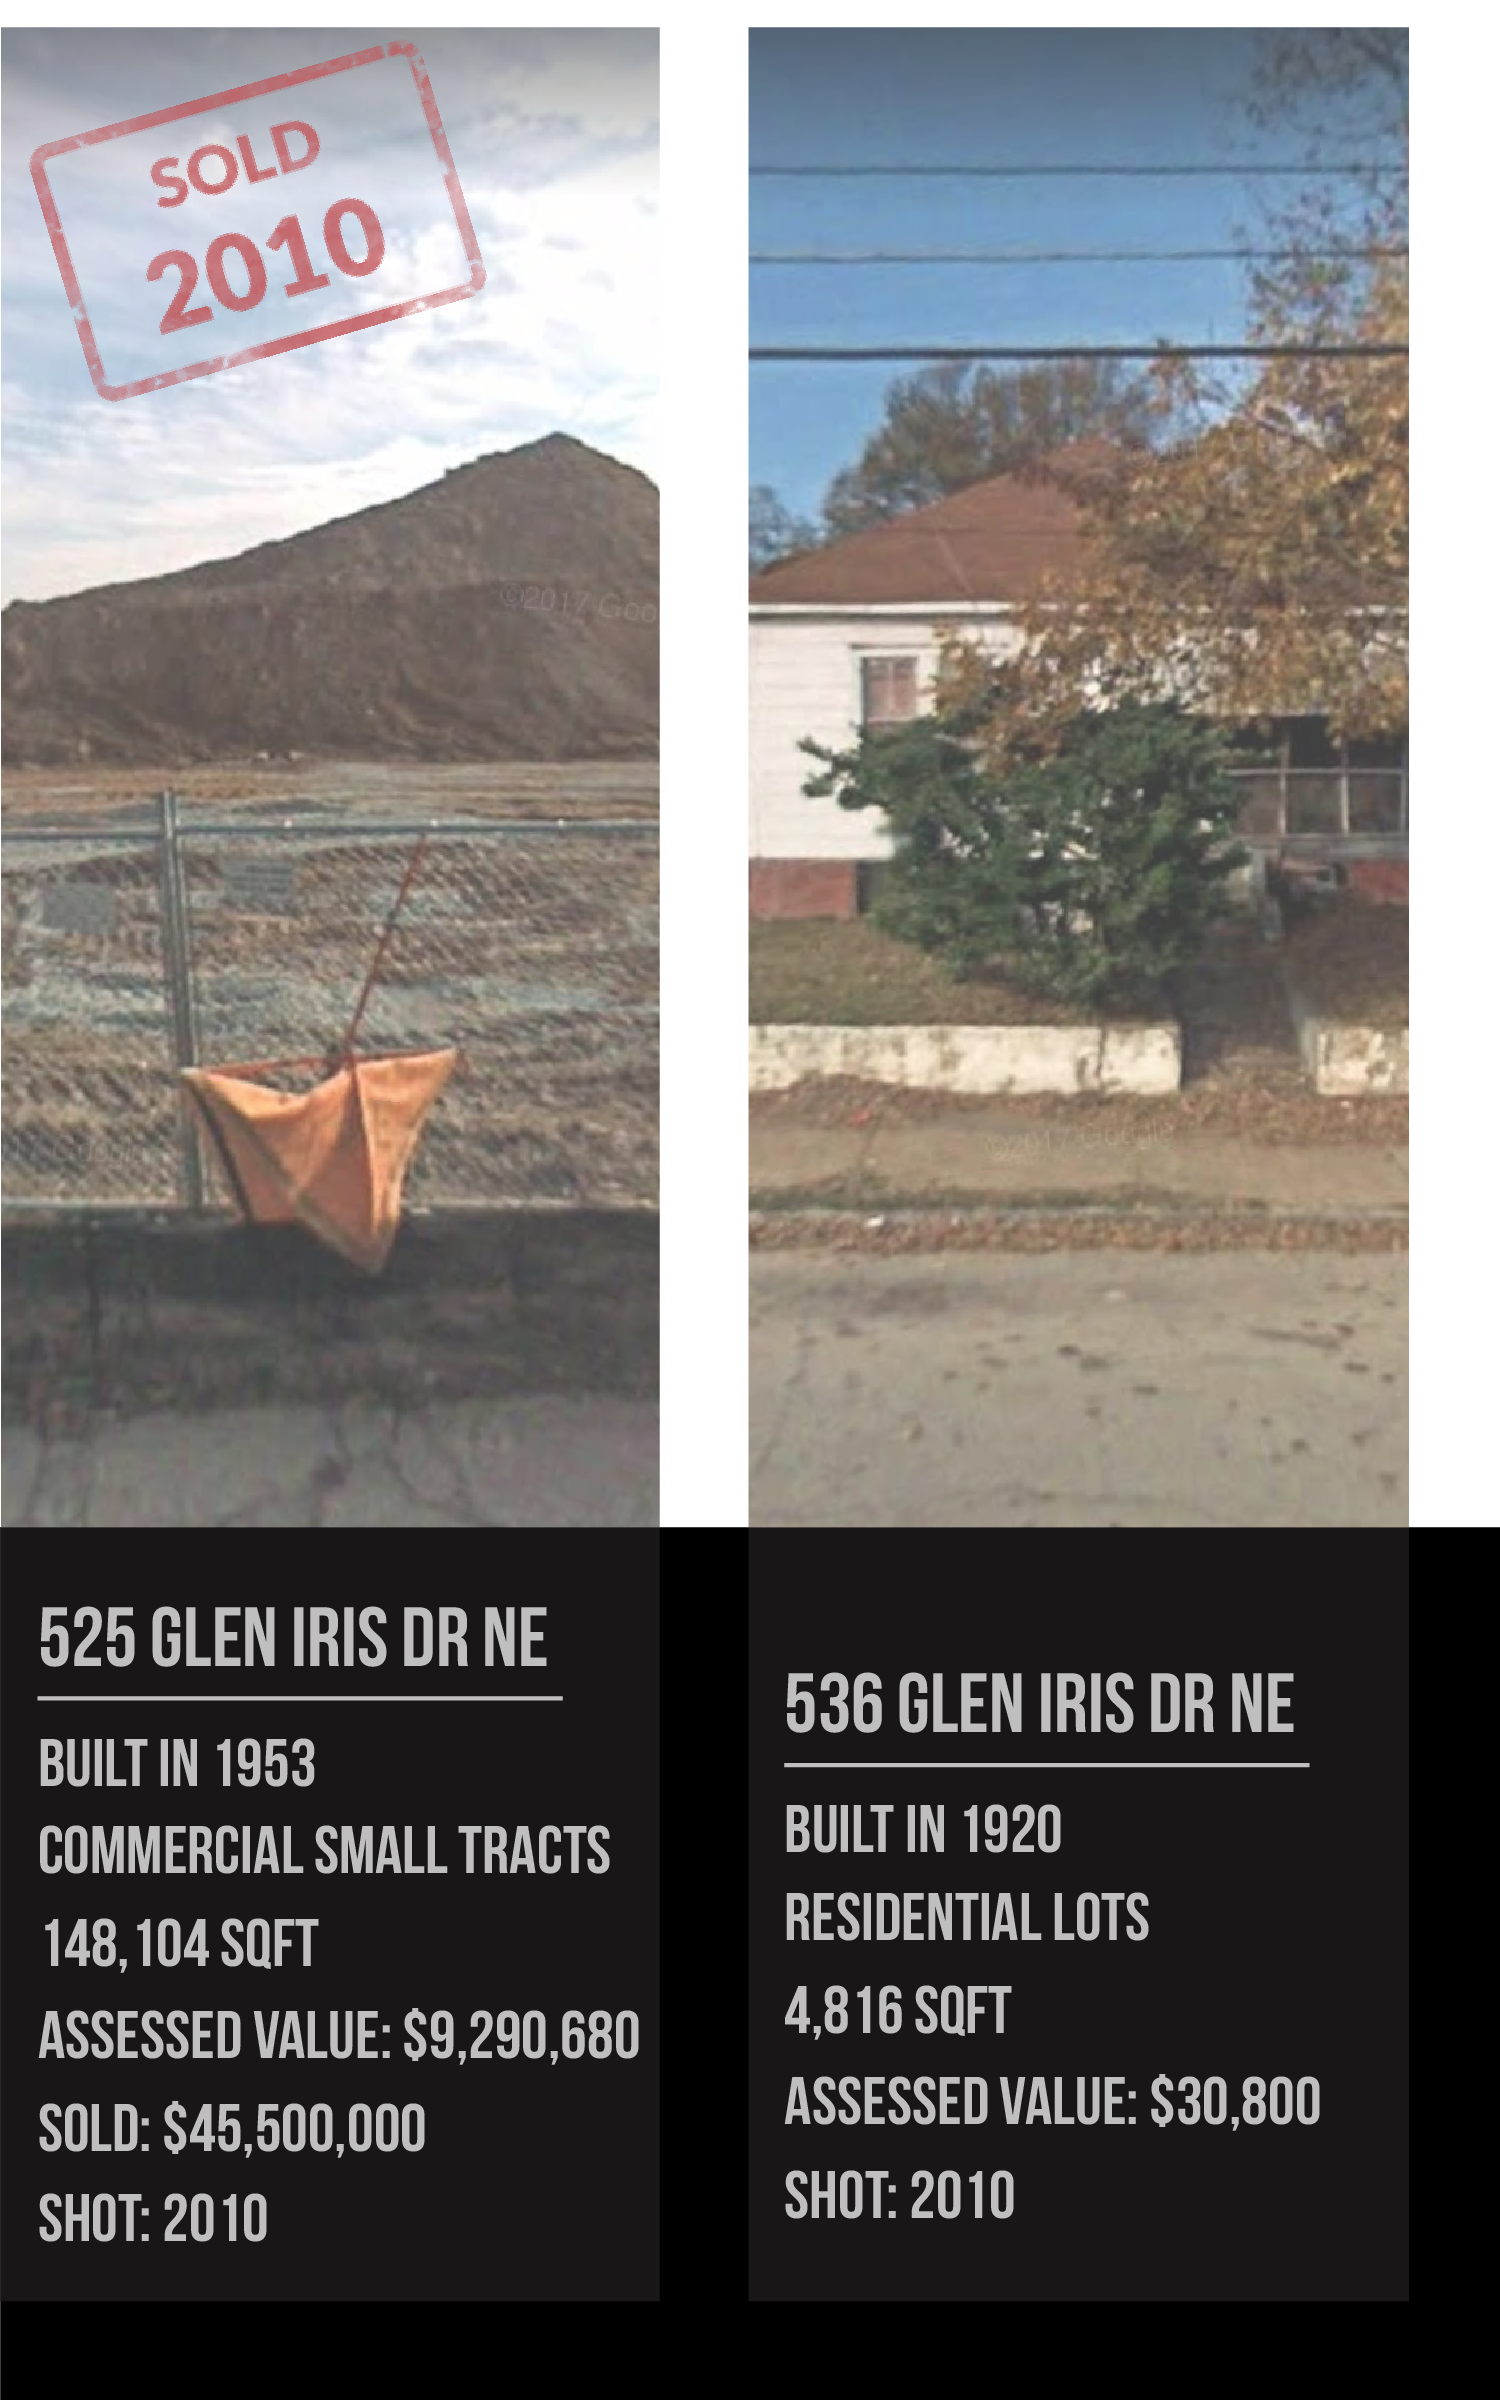 SOLD
2010
©2017 Goo
©2017 Google
525 GLEN IRIS DR NE
BUILT IN 1953
COMMERCIAL SMALL TRACTS
148,104 SQFT
ASSESSED VALUE: $9,290,680
SOLD: $45,500,000
SHOT: 2010
536 GLEN IRIS DR NE
BUILT IN 1920
RESIDENTIAL LOTS
4,816 SQFT
ASSESSED VALUE: $30,800
SHOT: 2010